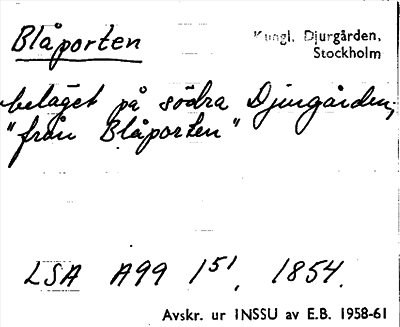 Blåporten
Kungl. Djurgården,
Stockholm
beläget på södra Djurgården;
"från Blåporten"
LSA A99 1⁵¹, 1854.
Avskr. ur INSSU av E.B. 1958-61